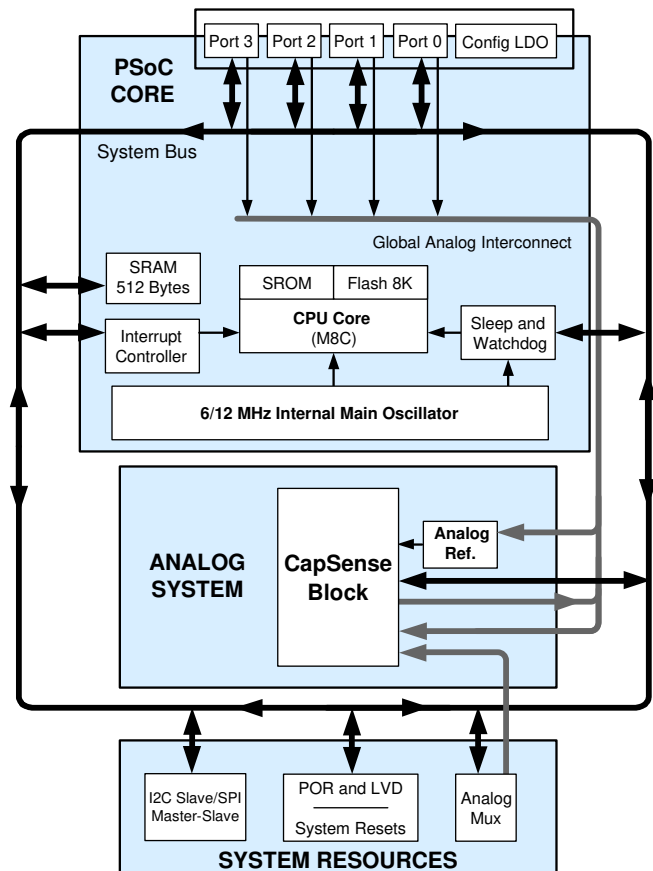 Port 3
Port 2
Port 1
Port 0
Config LDO
PSoC
CORE
System Bus
Global Analog Interconnect
SRAM
512 Bytes
SROM
Flash 8K
CPU Core
(M8C)
Interrupt
Controller
Sleep and
Watchdog
6/12 MHz Internal Main Oscillator
ANALOG
SYSTEM
CapSense
Block
Analog
Ref.
I2C Slave/SPI
Master-Slave
POR and LVD
System Resets
Analog
Mux
SYSTEM RESOURCES